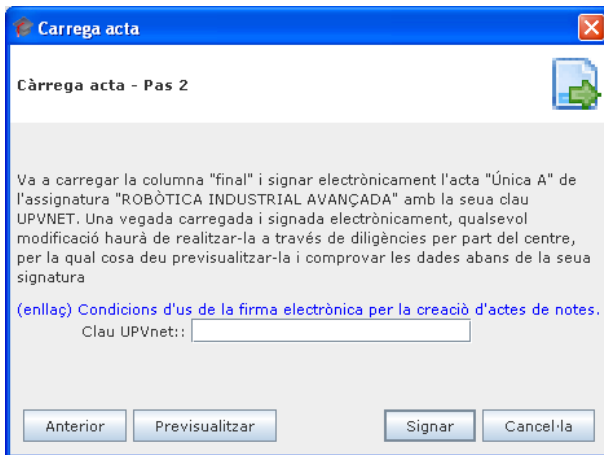 Carrega acta
Càrrega acta - Pas 2
Va a carregar la columna "final" i signar electrònicament l'acta "Única A" de
l'assignatura "ROBÒTICA INDUSTRIAL AVANÇADA" amb la seua clau
UPVNET. Una vegada carregada i signada electrònicament, qualsevol
modificació haurà de realitzar-la a través de diligències per part del centre,
per la qual cosa deu previsualitzar-la i comprovar les dades abans de la seua
signatura
(enllaç) Condicions d'us de la firma electrònica per la creaciò d'actes de notes.
Clau UPVnet::
Anterior Previsualitzar Signar Cancel·la